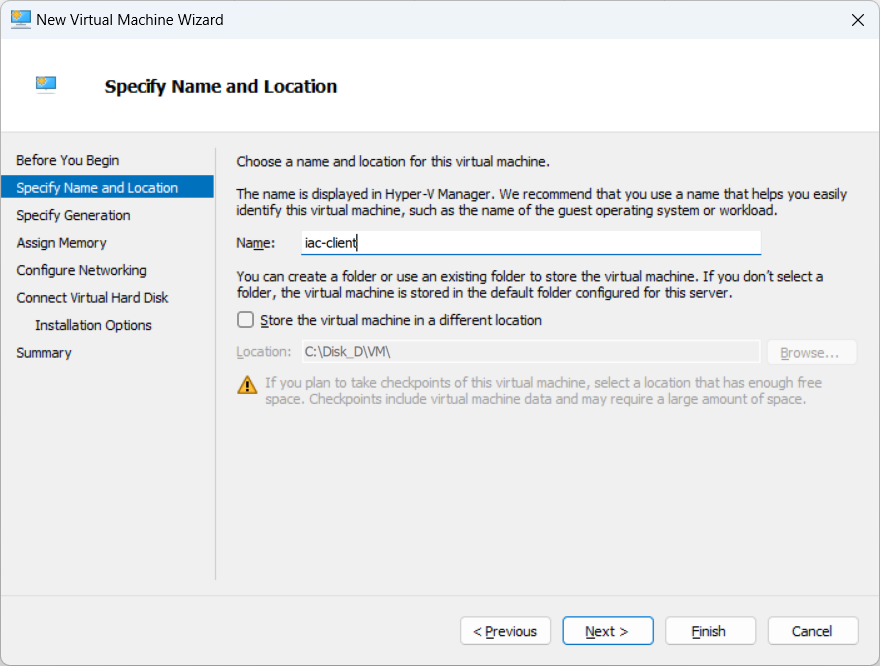 New Virtual Machine Wizard
Specify Name and Location
Before You Begin
Specify Name and Location
Specify Generation
Assign Memory
Configure Networking
Connect Virtual Hard Disk
Installation Options
Summary
Choose a name and location for this virtual machine.
The name is displayed in Hyper-V Manager. We recommend that you use a name that helps you easily
identify this virtual machine, such as the name of the guest operating system or workload.
Name: iac-client
You can create a folder or use an existing folder to store the virtual machine. If you don't select a
folder, the virtual machine is stored in the default folder configured for this server.
Store the virtual machine in a different location
Location: C:\Disk_D\VM\ Browse...
If you plan to take checkpoints of this virtual machine, select a location that has enough free
space. Checkpoints include virtual machine data and may require a large amount of space.
< Previous Next > Finish Cancel